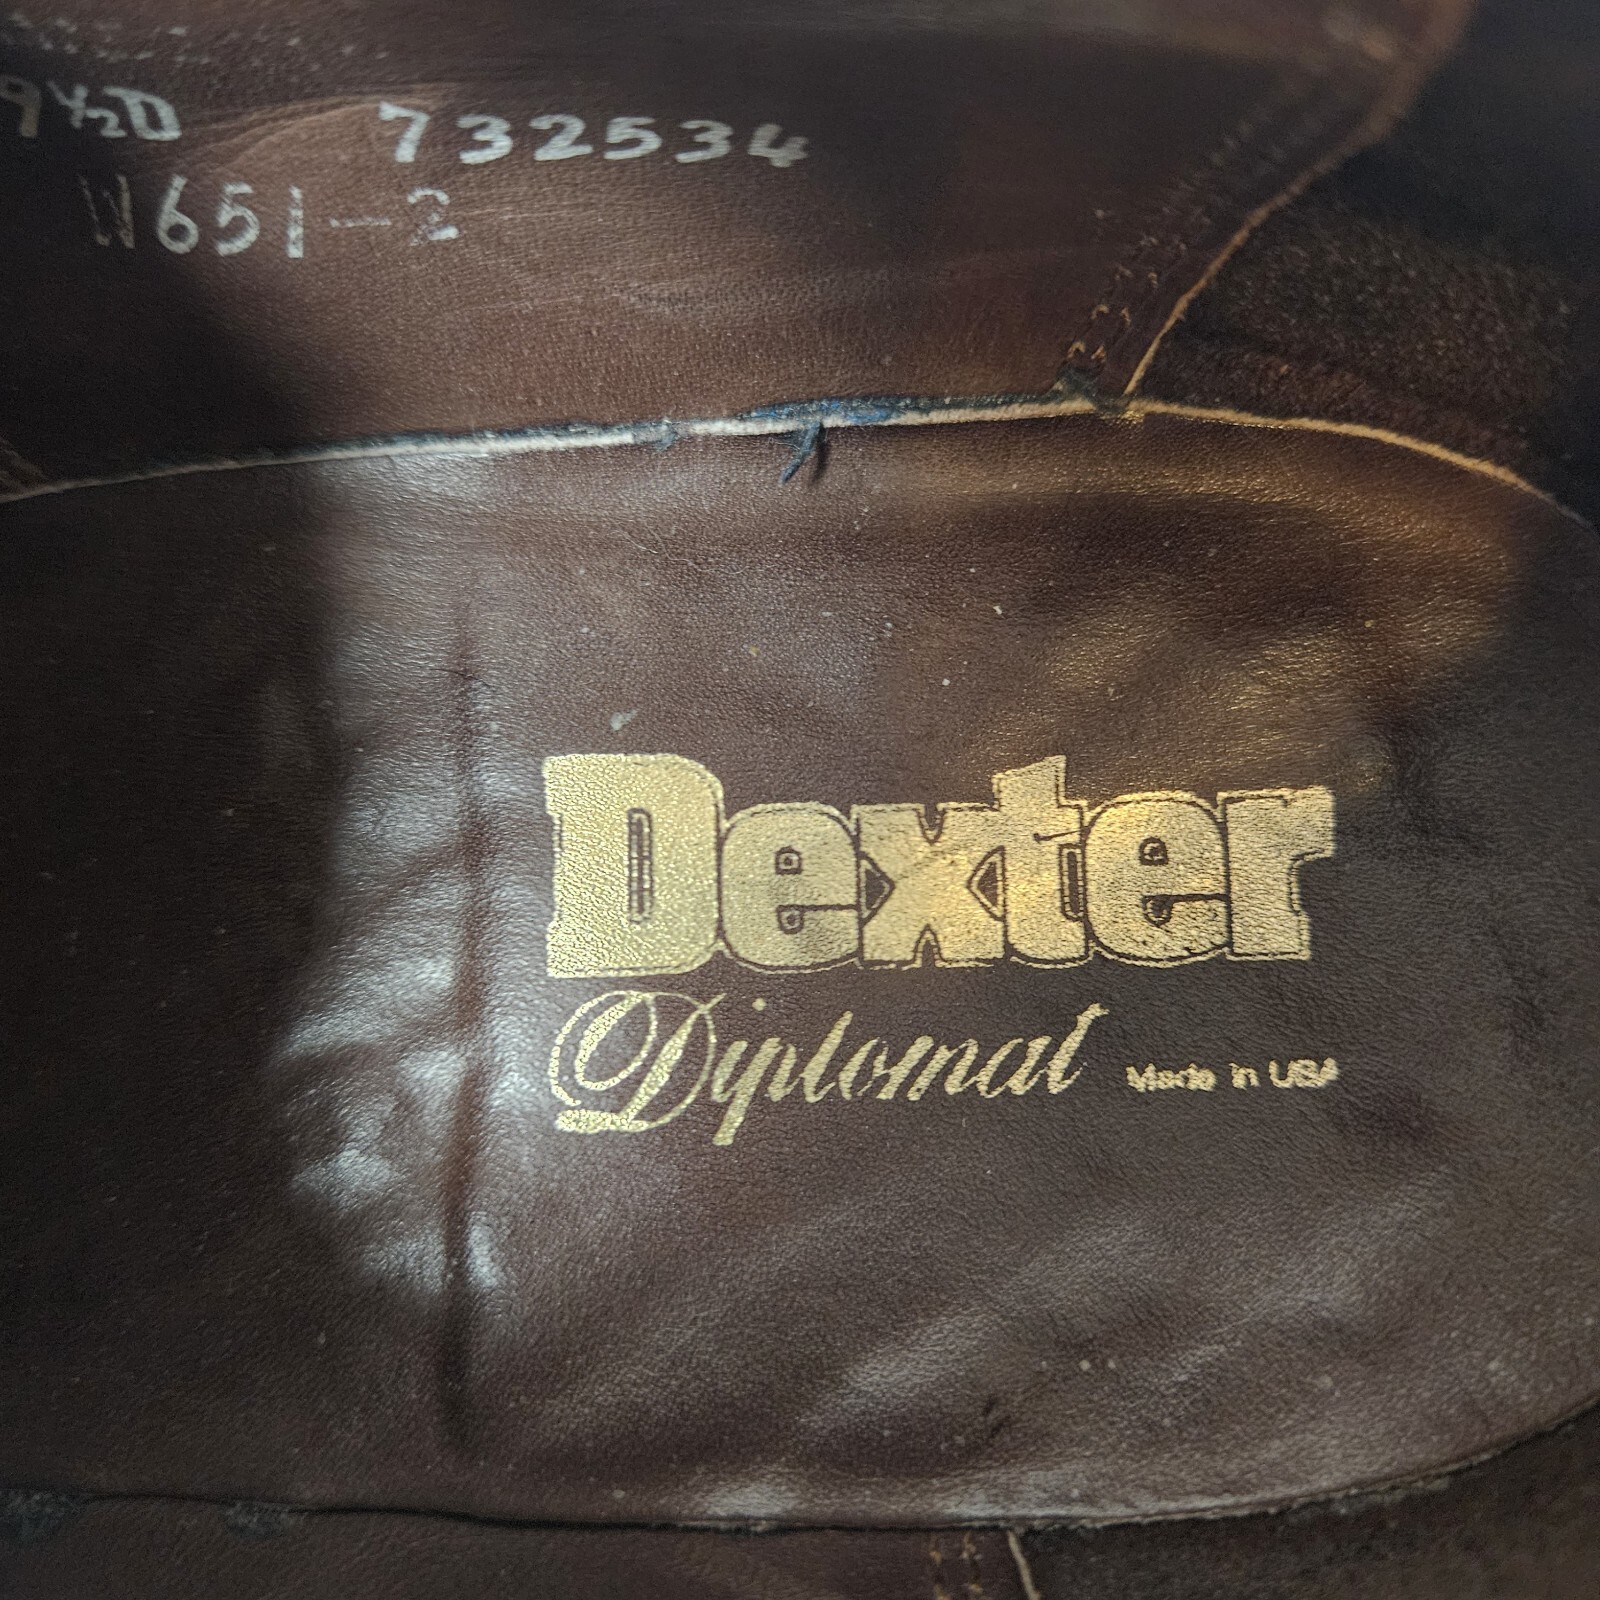 9½D 732534
W651-2
Dexter
Diplomat Made in USA